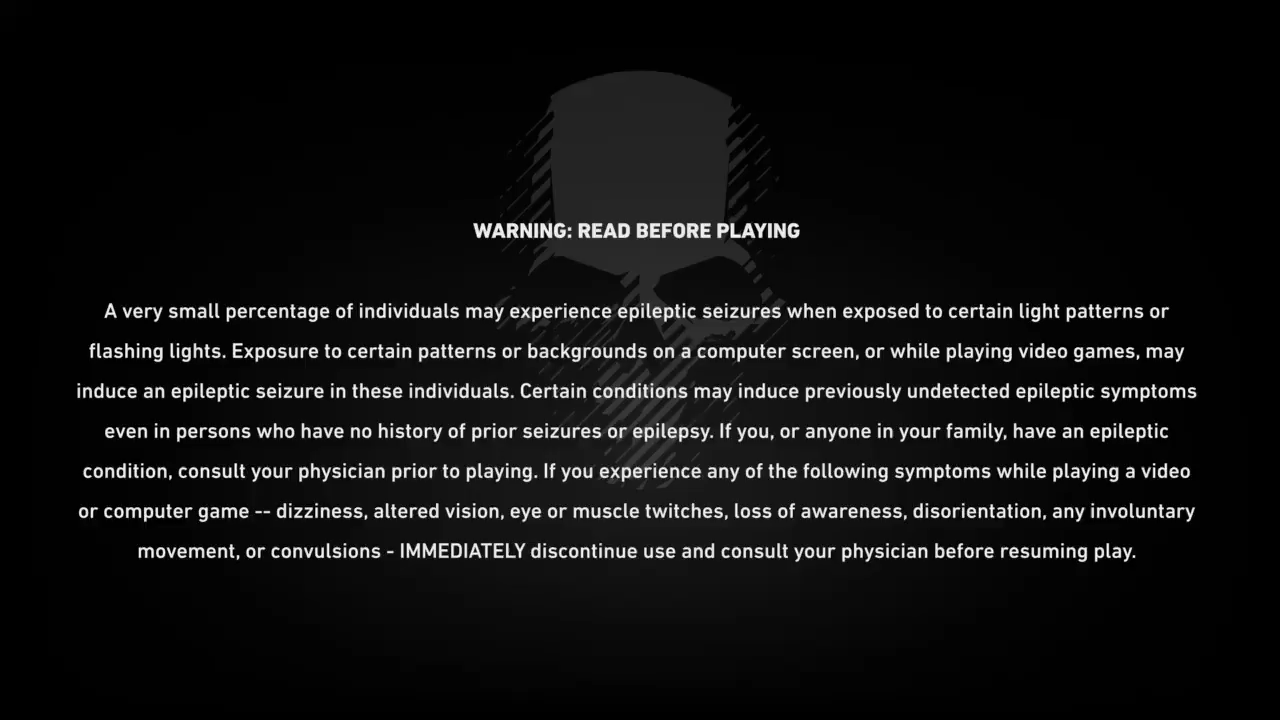 WARNING: READ BEFORE PLAYING
A very small percentage of individuals may experience epileptic seizures when exposed to certain light patterns or
flashing lights. Exposure to certain patterns or backgrounds on a computer screen, or while playing video games, may
induce an epileptic seizure in these individuals. Certain conditions may induce previously undetected epileptic symptoms
even in persons who have no history of prior seizures or epilepsy. If you, or anyone in your family, have an epileptic
condition, consult your physician prior to playing. If you experience any of the following symptoms while playing a video
or computer game -- dizziness, altered vision, eye or muscle twitches, loss of awareness, disorientation, any involuntary
movement, or convulsions - IMMEDIATELY discontinue use and consult your physician before resuming play.